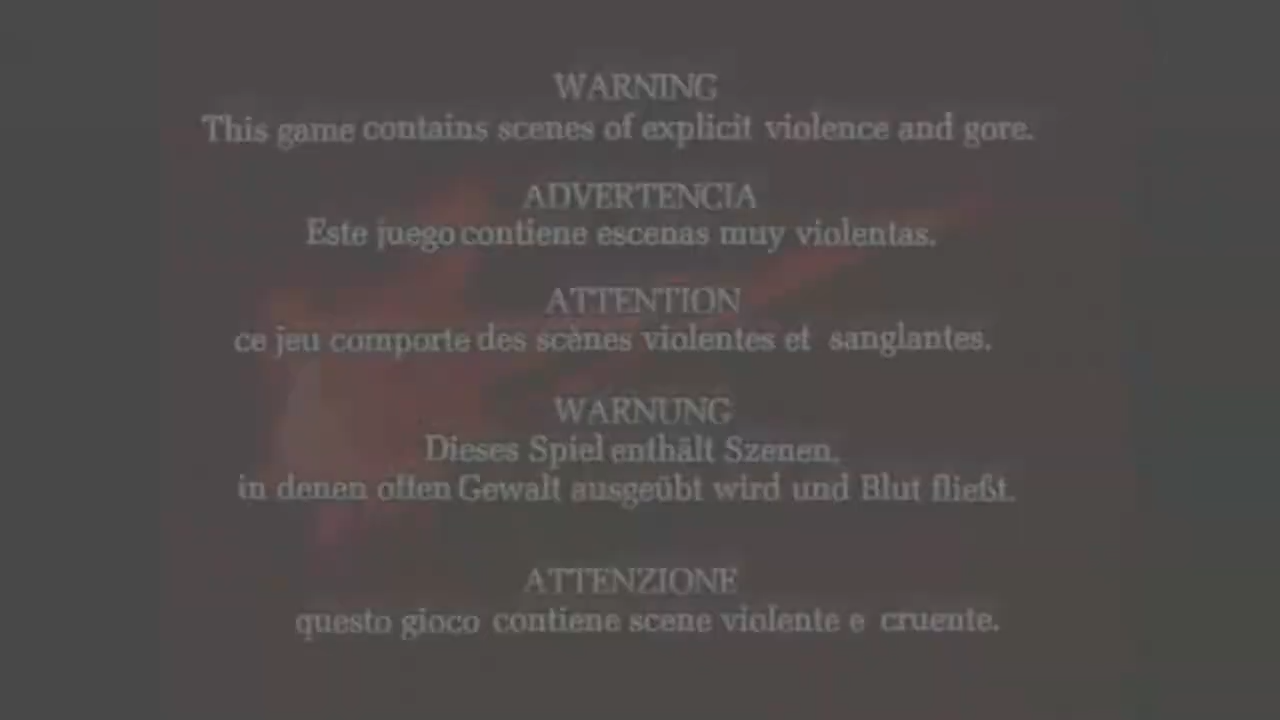 WARNING
This game contains scenes of explicit violence and gore.
ADVERTENCIA
Este juego contiene escenas muy violentas.
ATTENTION
ce jeu comporte des scènes violentes et sanglantes.
WARNUNG
Dieses Spiel enthält Szenen,
in denen offen Gewalt ausgeübt wird und Blut fließt.
ATTENZIONE
questo gioco contiene scene violente e cruente.